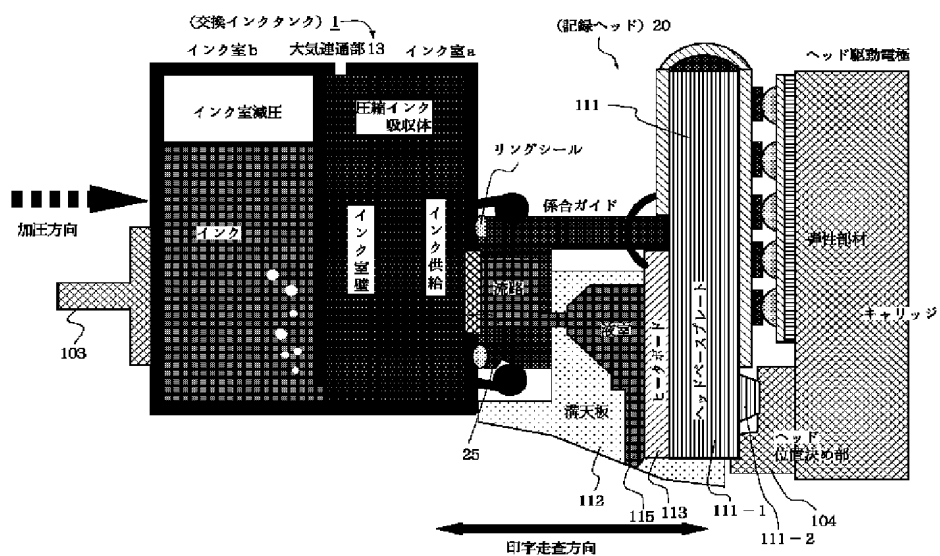 (交換インクタンク) 1
インク室b
大気連通部13
インク室a
(記録ヘッド) 20
ヘッド駆動電極
インク室減圧
圧縮インク
吸収体
111
リングシール
加圧方向
係合ガイド
インク
インク室壁
インク供給
弾性部材
流路
液室
キャリッジ
103
ヒータボード
ヘッドベースプレート
溝天板
ヘッド
位置決め部
25
112
115
113
111-1
111-2
104
印字走査方向